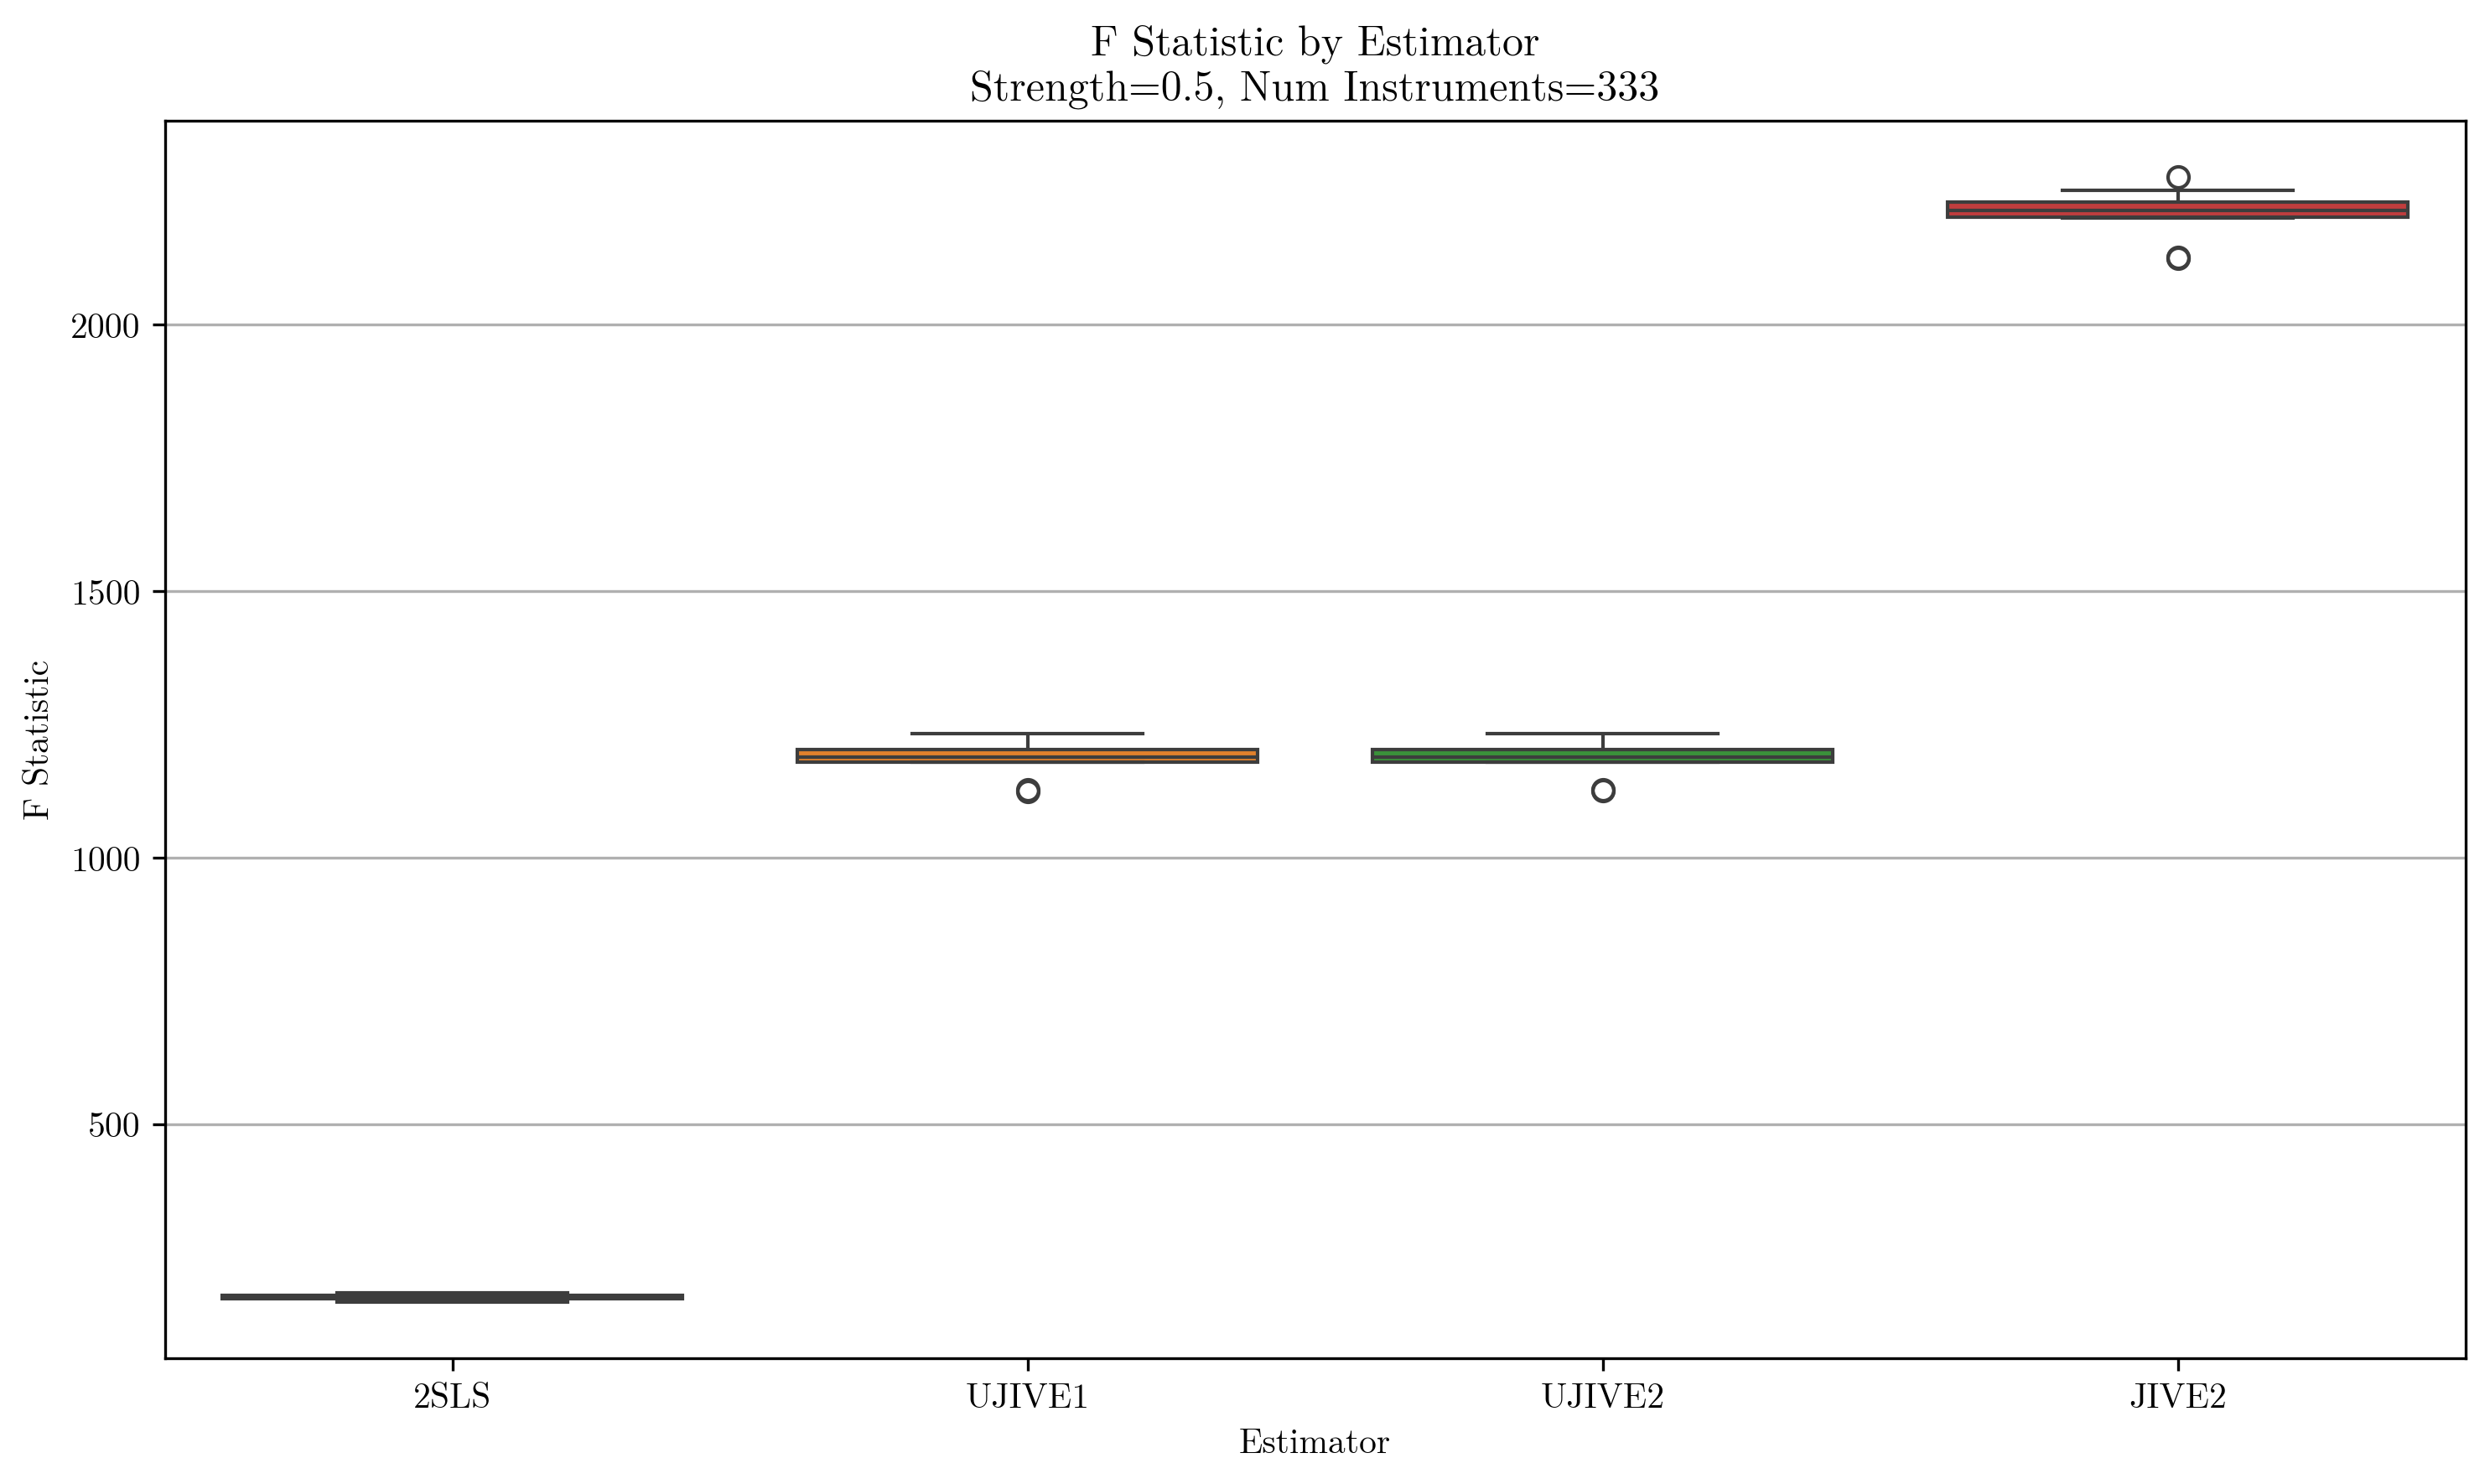 F Statistic by Estimator
Strength=0.5, Num Instruments=333
F Statistic
2000
1500
1000
500
2SLS
UJIVE1
UJIVE2
JIVE2
Estimator